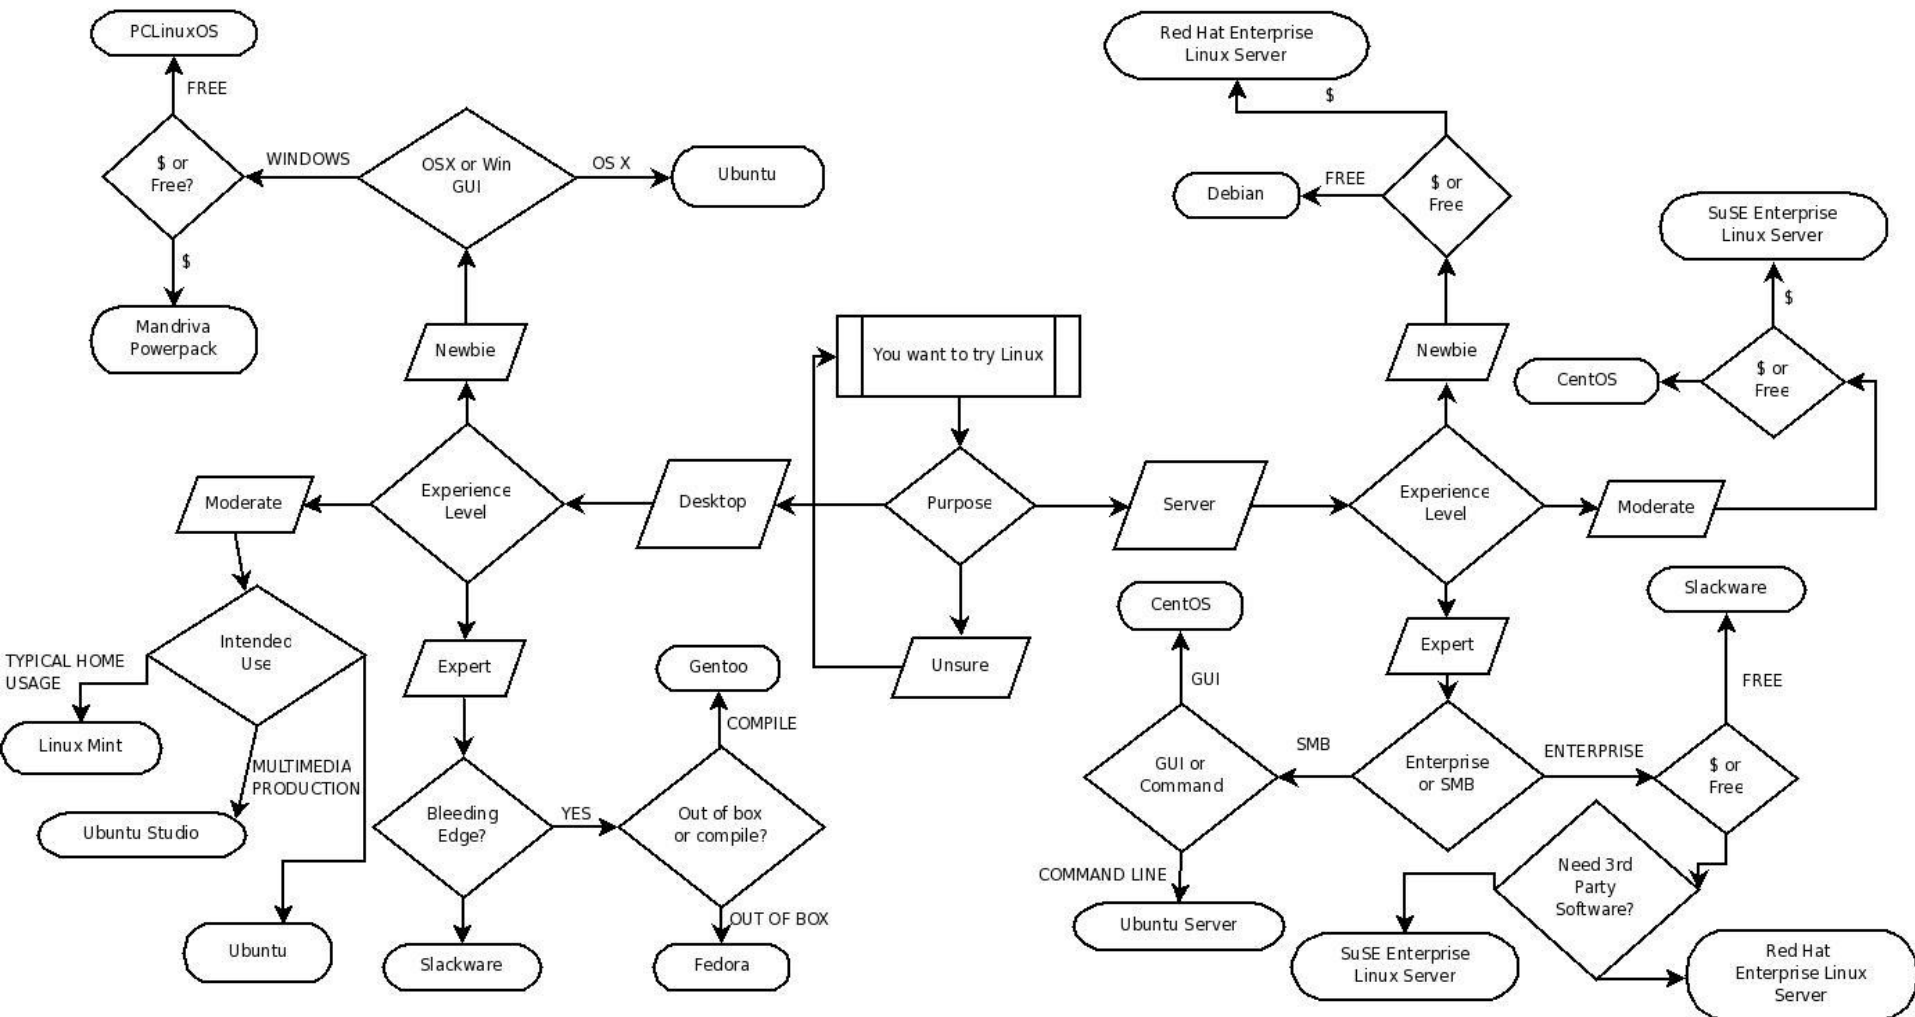 PCLinuxOS
FREE
$ or
Free?
WINDOWS
OSX or Win
GUI
OS X
Ubuntu
$
Mandriva
Powerpack
Newbie
Experience
Level
Moderate
Intended
Use
TYPICAL HOME
USAGE
Linux Mint
MULTIMEDIA
PRODUCTION
Ubuntu Studio
Ubuntu
Expert
Bleeding
Edge?
YES
Slackware
Gentoo
COMPILE
Out of box
or compile?
OUT OF BOX
Fedora
Desktop
You want to try Linux
Purpose
Unsure
Server
Red Hat Enterprise
Linux Server
$
$ or
Free
FREE
Debian
Newbie
Experience
Level
Moderate
SuSE Enterprise
Linux Server
$
$ or
Free
CentOS
Expert
Enterprise
or SMB
SMB
GUI or
Command
GUI
CentOS
COMMAND LINE
Ubuntu Server
ENTERPRISE
$ or
Free
FREE
Slackware
Need 3rd
Party
Software?
SuSE Enterprise
Linux Server
Red Hat
Enterprise Linux
Server